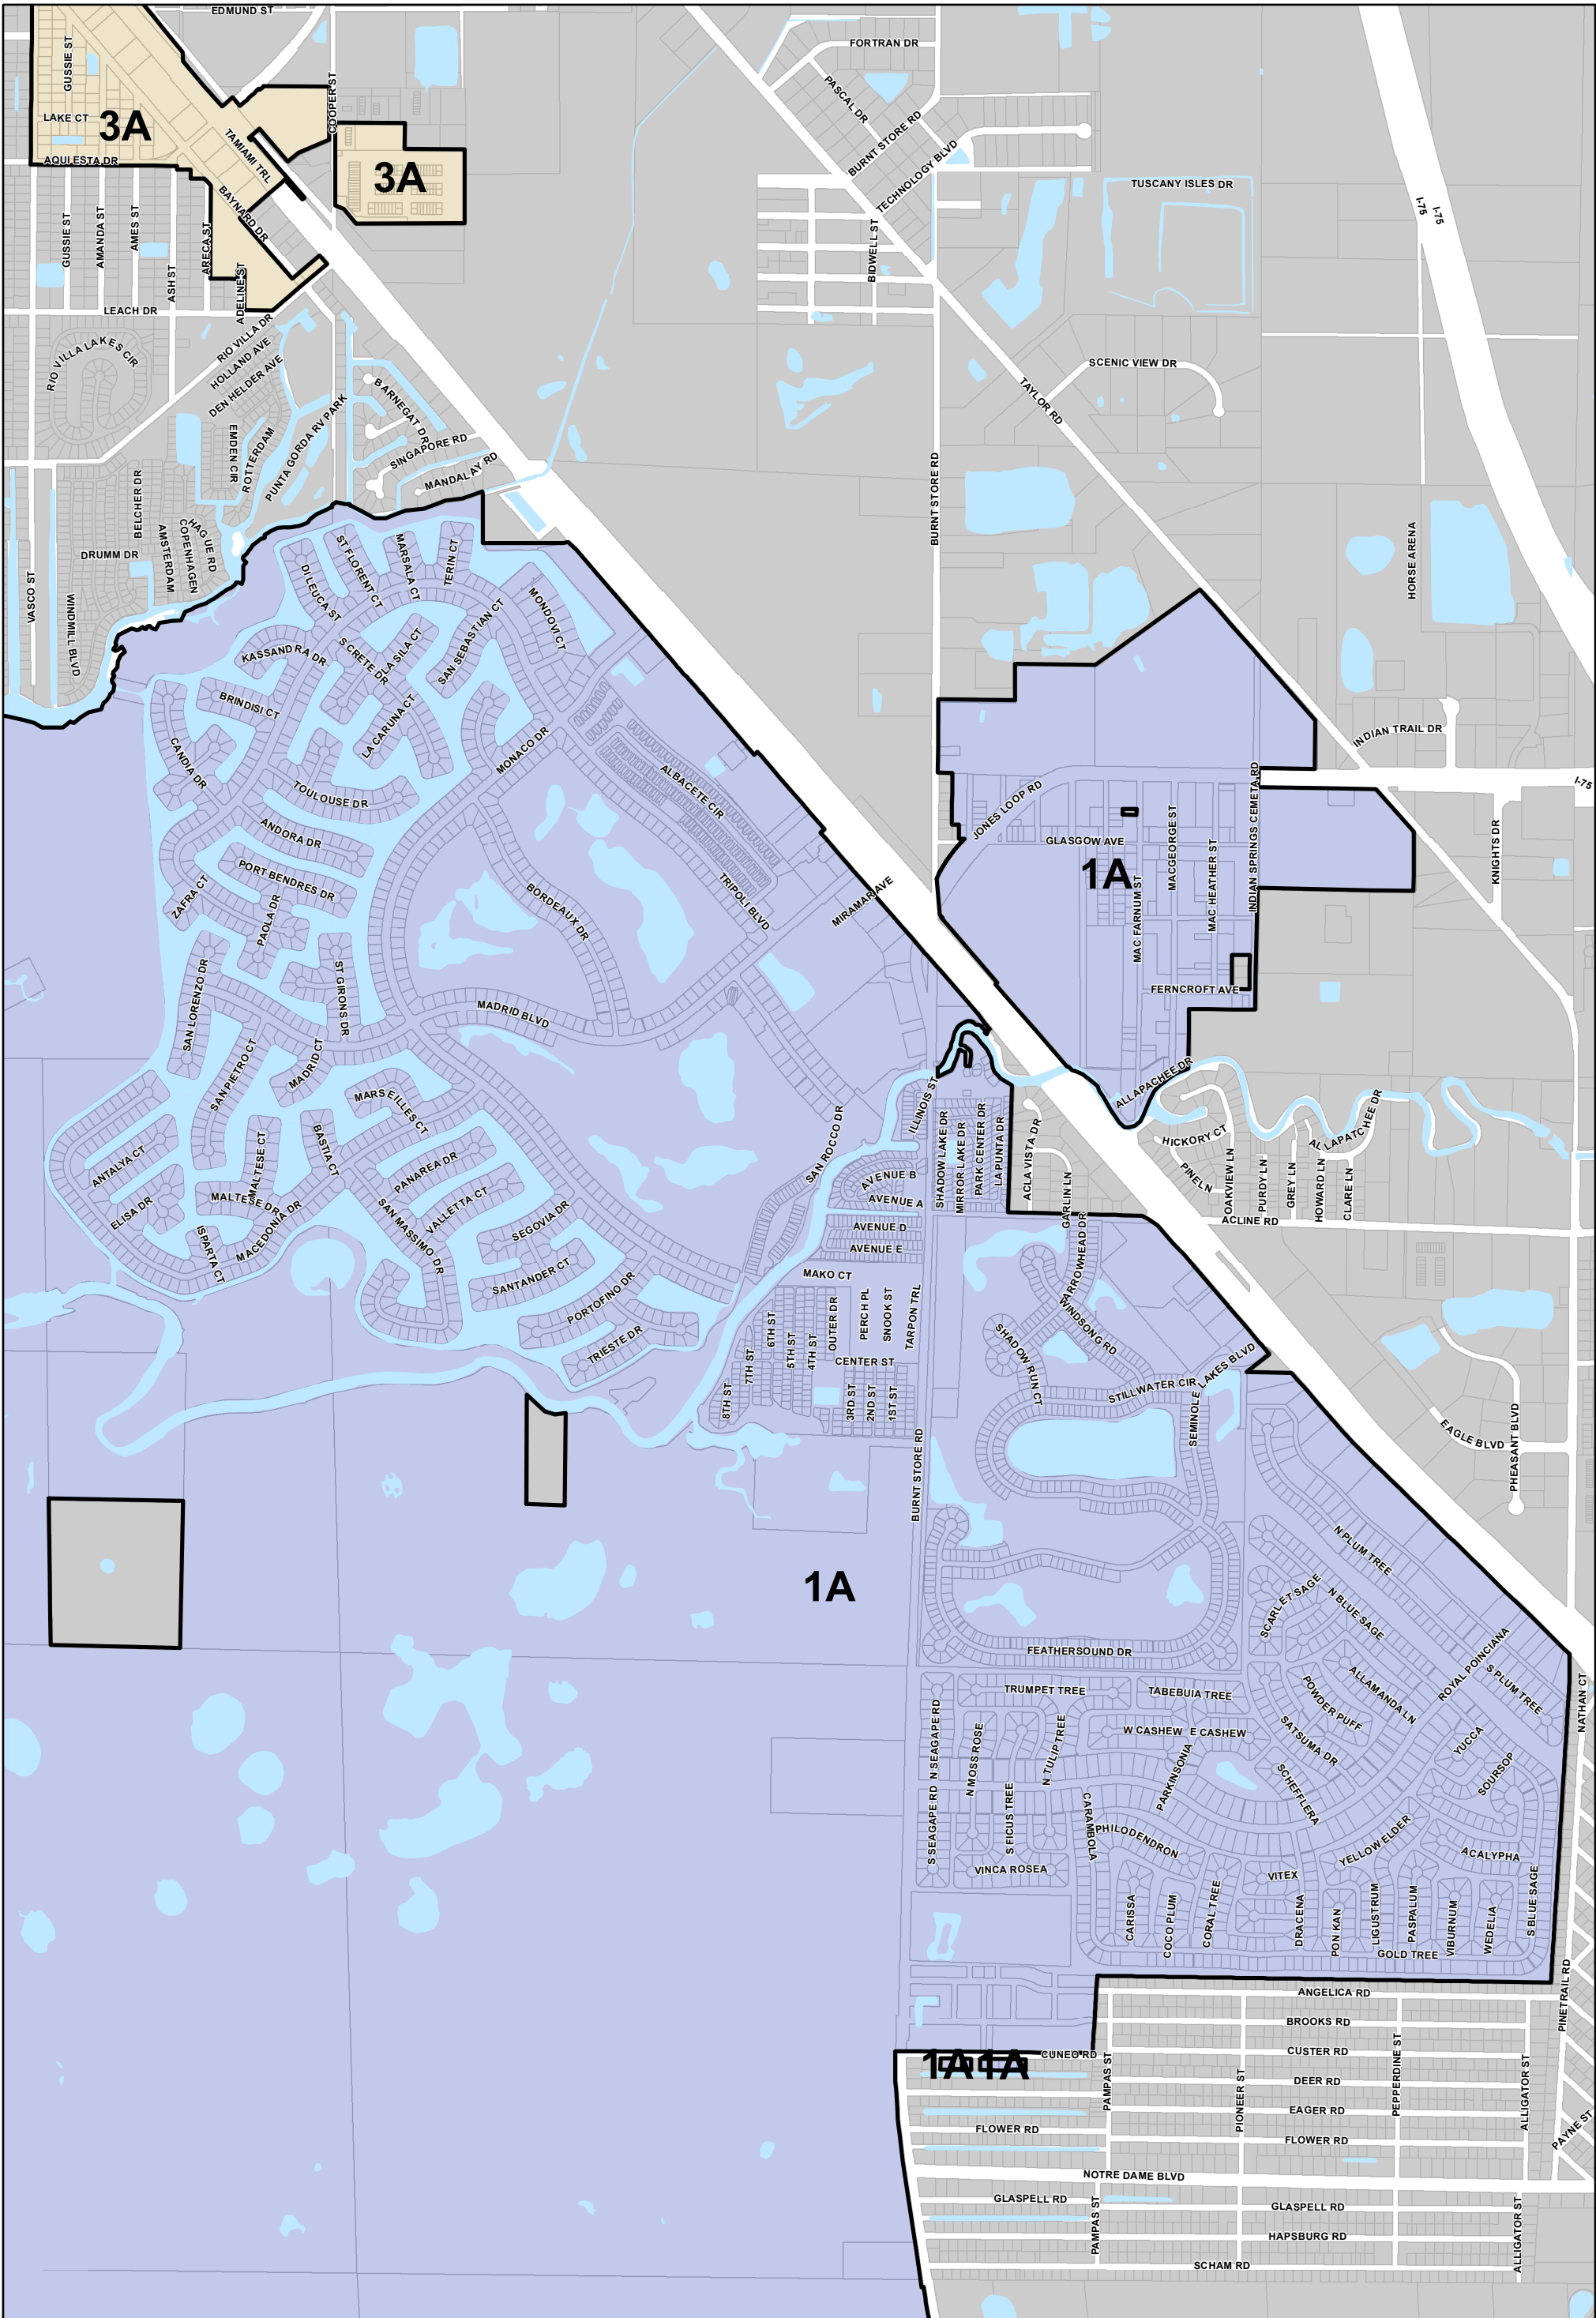 EDMUND ST
GUSSIE ST
LAKE CT
3A
AQUI ESTA DR
TAMIAMI TRL
COOPER ST
3A
BAYNARD DR
GUSSIE ST
AMANDA ST
AMES ST
ASH ST
ARECA ST
ADELINE ST
LEACH DR
FORTRAN DR
PASCAL DR
BURNT STORE RD
TECHNOLOGY BLVD
BIDWELL ST
TUSCANY ISLES DR
I-75
I-75
RIO VILLA LAKES CIR
RIO VILLA DR
HOLLAND AVE
DEN HELDER AVE
PUNTA GORDA RV PARK
EMDEN CIR
ROTTERDAM
BARNEGAT DR
SINGAPORE RD
MANDALAY RD
SCENIC VIEW DR
TAYLOR RD
BURNT STORE RD
HORSE ARENA
BELCHER DR
DRUMM DR
AMSTERDAM
COPENHAGEN
HAGUE RD
VASCO ST
WINDMILL BLVD
DI LEUCA ST
ST FLORENT CT
MARSALA CT
TERIN CT
MONDOVI CT
KASSANDRA DR
S CRETE DR
LA SILA CT
SAN SEBASTIAN CT
BRINDISI CT
LA CARUNA CT
CANDIA DR
MONACO DR
TOULOUSE DR
ALBACETE CIR
ANDORA DR
PORT BENDRES DR
ZAFRA CT
PAOLA DR
BORDEAUX DR
TRIPOLI BLVD
MIRAMAR AVE
INDIAN TRAIL DR
I-75
JONES LOOP RD
GLASGOW AVE
1A
MAC FARNUM ST
MACGEORGE ST
MAC HEATHER ST
INDIAN SPRINGS CEMETA RD
KNIGHTS DR
FERNCROFT AVE
SAN LORENZO DR
ST GIRONS DR
MADRID BLVD
SAN PIETRO CT
MADRID CT
MARSEILLES CT
ANTALYA CT
MALTESE CT
BASTIA CT
PANAREA DR
ELISA DR
MALTESE DR
MACEDONIA DR
ISPARTA CT
SAN MASSIMO DR
VALLETTA CT
SEGOVIA DR
SANTANDER CT
PORTOFINO DR
TRIESTE DR
SAN ROCCO DR
ILLINOIS ST
AVENUE B
AVENUE A
AVENUE D
AVENUE E
SHADOW LAKE DR
MIRROR LAKE DR
PARK CENTER DR
LA PUNTA DR
ACLA VISTA DR
GARLIN LN
ALLAPACHEE DR
HICKORY CT
PINELN
OAKVIEW LN
PURDY LN
GREY LN
HOWARD LN
CLARE LN
ALLAPATCHEE DR
ACLINE RD
MAKO CT
8TH ST
7TH ST
6TH ST
5TH ST
4TH ST
OUTER DR
PERCH PL
SNOOK ST
TARPON TRL
CENTER ST
3RD ST
2ND ST
1ST ST
ARROWHEAD DR
WINDSONG RD
SHADOW RUN CT
STILLWATER CIR
SEMINOLE LAKES BLVD
BURNT STORE RD
EAGLE BLVD
PHEASANT BLVD
1A
N PLUM TREE
SCARLET SAGE
N BLUE SAGE
FEATHERSOUND DR
ALLAMANDA LN
ROYAL POINCIANA
S PLUM TREE
NATHAN CT
TRUMPET TREE
TABEBUIA TREE
POWDER PUFF
SATSUMA DR
W CASHEW
E CASHEW
N SEAGAPE RD
N MOSS ROSE
N TULIP TREE
PARKINSONIA
SCHEFFLERA
YUCCA
SOURSOP
S SEAGAPE RD
S FICUS TREE
CARAMBOLA
PHILODENDRON
YELLOW ELDER
ACALYPHA
VINCA ROSEA
VITEX
CARISSA
COCO PLUM
CORAL TREE
DRACENA
PON KAN
LIGUSTRUM
PASPALUM
VIBURNUM
WEDELIA
S BLUE SAGE
GOLD TREE
PINETRAIL RD
ANGELICA RD
BROOKS RD
1A
1A
CUNEO RD
CUSTER RD
PAMPAS ST
PIONEER ST
PEPPERDINE ST
ALLIGATOR ST
DEER RD
EAGER RD
FLOWER RD
FLOWER RD
PAYNE ST
NOTRE DAME BLVD
GLASPELL RD
GLASPELL RD
PAMPAS ST
HAPSBURG RD
ALLIGATOR ST
SCHAM RD